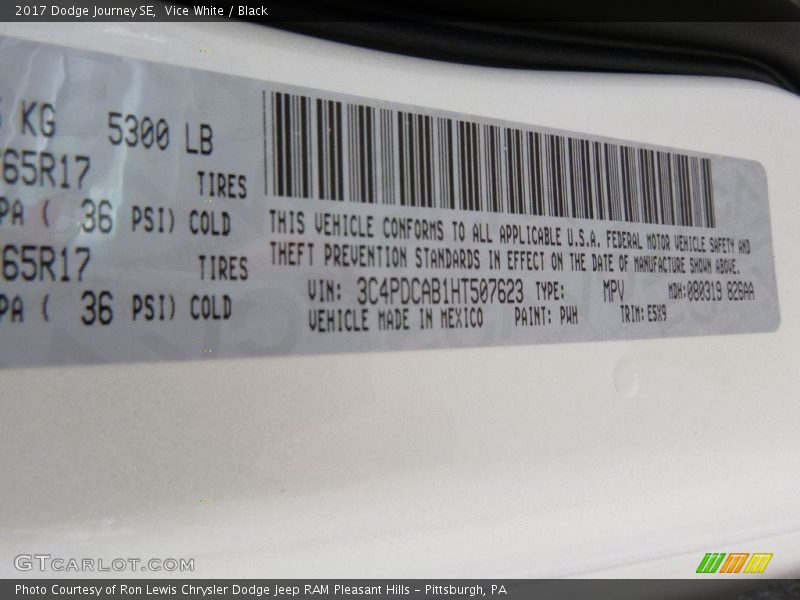 2017 Dodge Journey SE, Vice White / Black
KG 5300 LB
65R17 TIRES
PA ( 36 PSI) COLD
65R17 TIRES
PA ( 36 PSI) COLD
THIS VEHICLE CONFORMS TO ALL APPLICABLE U.S.A. FEDERAL MOTOR VEHICLE SAFETY AND
THEFT PREVENTION STANDARDS IN EFFECT ON THE DATE OF MANUFACTURE SHOWN ABOVE.
VIN: 3C4PDCAB1HT507623 TYPE: MPV MDH:080319 826AA
VEHICLE MADE IN MEXICO PAINT: PWH TRIM:E5X9
GTCARLOT.COM
Photo Courtesy of Ron Lewis Chrysler Dodge Jeep RAM Pleasant Hills - Pittsburgh, PA